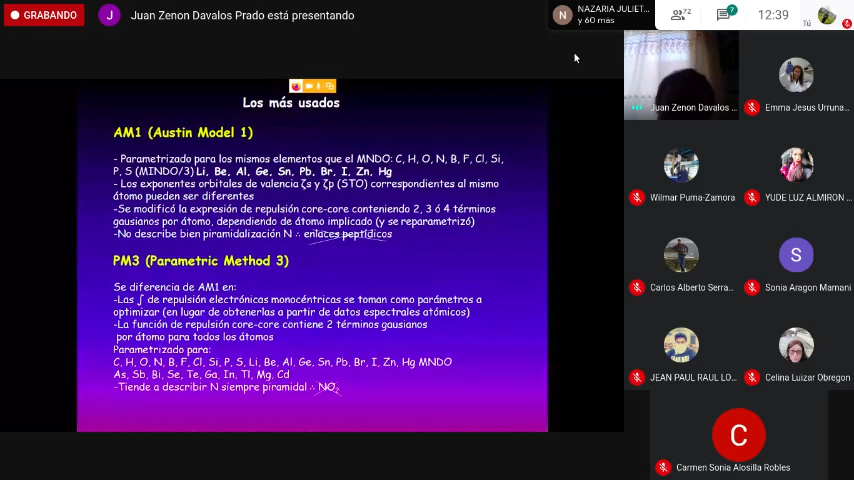 GRABANDO
J
Juan Zenon Davalos Prado está presentando
N
NAZARIA JULIET...
y 60 más
72
7
12:39
Tú
Los más usados
AM1 (Austin Model 1)
- Parametrizado para los mismos elementos que el MNDO: C, H, O, N, B, F, Cl, Si,
P, S (MINDO/3) Li, Be, Al, Ge, Sn, Pb, Br, I, Zn, Hg
- Los exponentes orbitales de valencia ζs y ζp (STO) correspondientes al mismo
átomo pueden ser diferentes
-Se modificó la expresión de repulsión core-core conteniendo 2, 3 ó 4 términos
gausianos por átomo, dependiendo de átomo implicado (y se reparametrizó)
-No describe bien piramidalización N ∴ enlaces peptídicos
PM3 (Parametric Method 3)
Se diferencia de AM1 en:
-Las ∫ de repulsión electrónicas monocéntricas se toman como parámetros a
optimizar (en lugar de obtenerlas a partir de datos espectrales atómicos)
-La función de repulsión core-core contiene 2 términos gausianos
por átomo para todos los átomos
Parametrizado para:
C, H, O, N, B, F, Cl, Si, P, S, Li, Be, Al, Ge, Sn, Pb, Br, I, Zn, Hg MNDO
As, Sb, Bi, Se, Te, Ga, In, Tl, Mg, Cd
-Tiende a describir N siempre piramidal ∴ NO2
Juan Zenon Davalos ...
Emma Jesus Urruna...
Wilmar Puma-Zamora
YUDE LUZ ALMIRON ...
Carlos Alberto Serra...
S
Sonia Aragon Mamani
JEAN PAUL RAUL LO...
Celina Luizar Obregon
C
Carmen Sonia Alosilla Robles